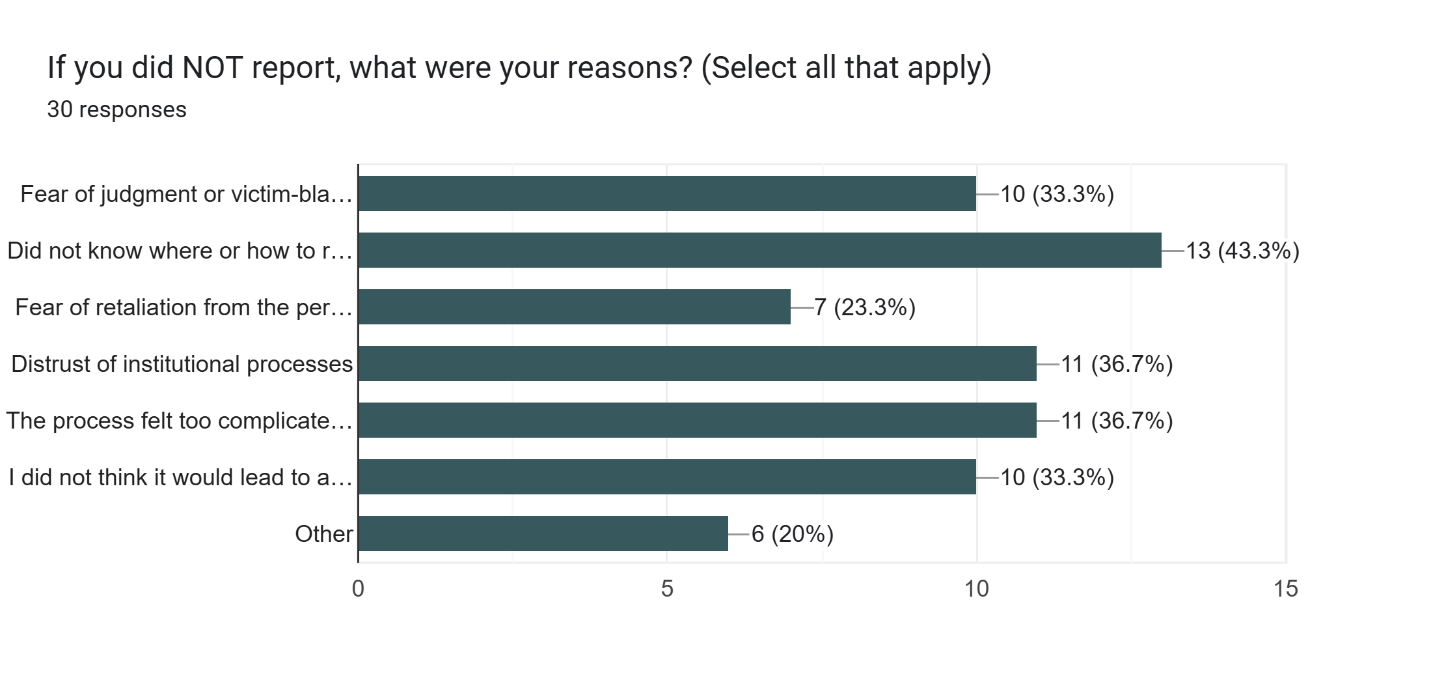 If you did NOT report, what were your reasons? (Select all that apply)
30 responses
Fear of judgment or victim-bla…
10 (33.3%)
Did not know where or how to r…
13 (43.3%)
Fear of retaliation from the per…
7 (23.3%)
Distrust of institutional processes
11 (36.7%)
The process felt too complicate…
11 (36.7%)
I did not think it would lead to a…
10 (33.3%)
Other
6 (20%)
0 5 10 15